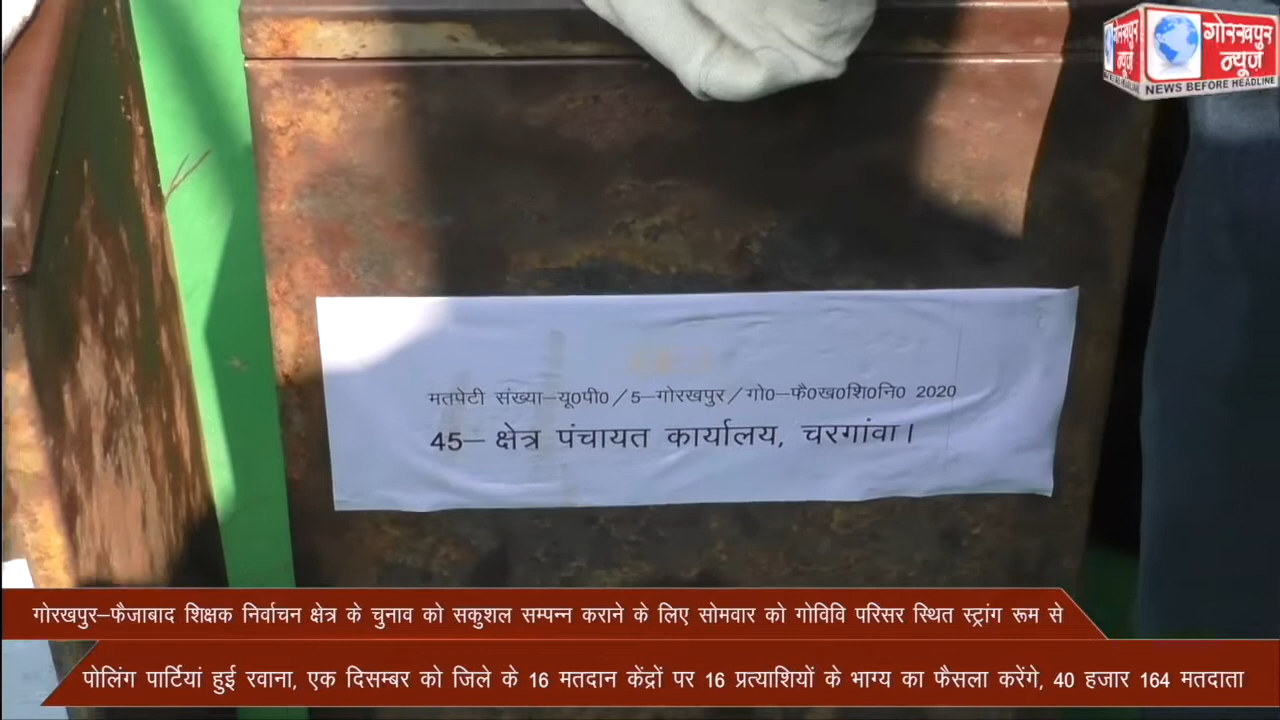 गोरखपुर
न्यूज़
गोरखपुर
न्यूज़
NEWS BEFORE HEADLINE
मतपेटी संख्या–यू0पी0/5–गोरखपुर/गो0–फै0ख0शि0नि0 2020
45– क्षेत्र पंचायत कार्यालय, चरगांवा।
गोरखपुर–फैजाबाद शिक्षक निर्वाचन क्षेत्र के चुनाव को सकुशल सम्पन्न कराने के लिए सोमवार को गोविवि परिसर स्थित स्ट्रांग रूम से
पोलिंग पार्टियां हुई रवाना, एक दिसम्बर को जिले के 16 मतदान केंद्रों पर 16 प्रत्याशियों के भाग्य का फैसला करेंगे, 40 हजार 164 मतदाता